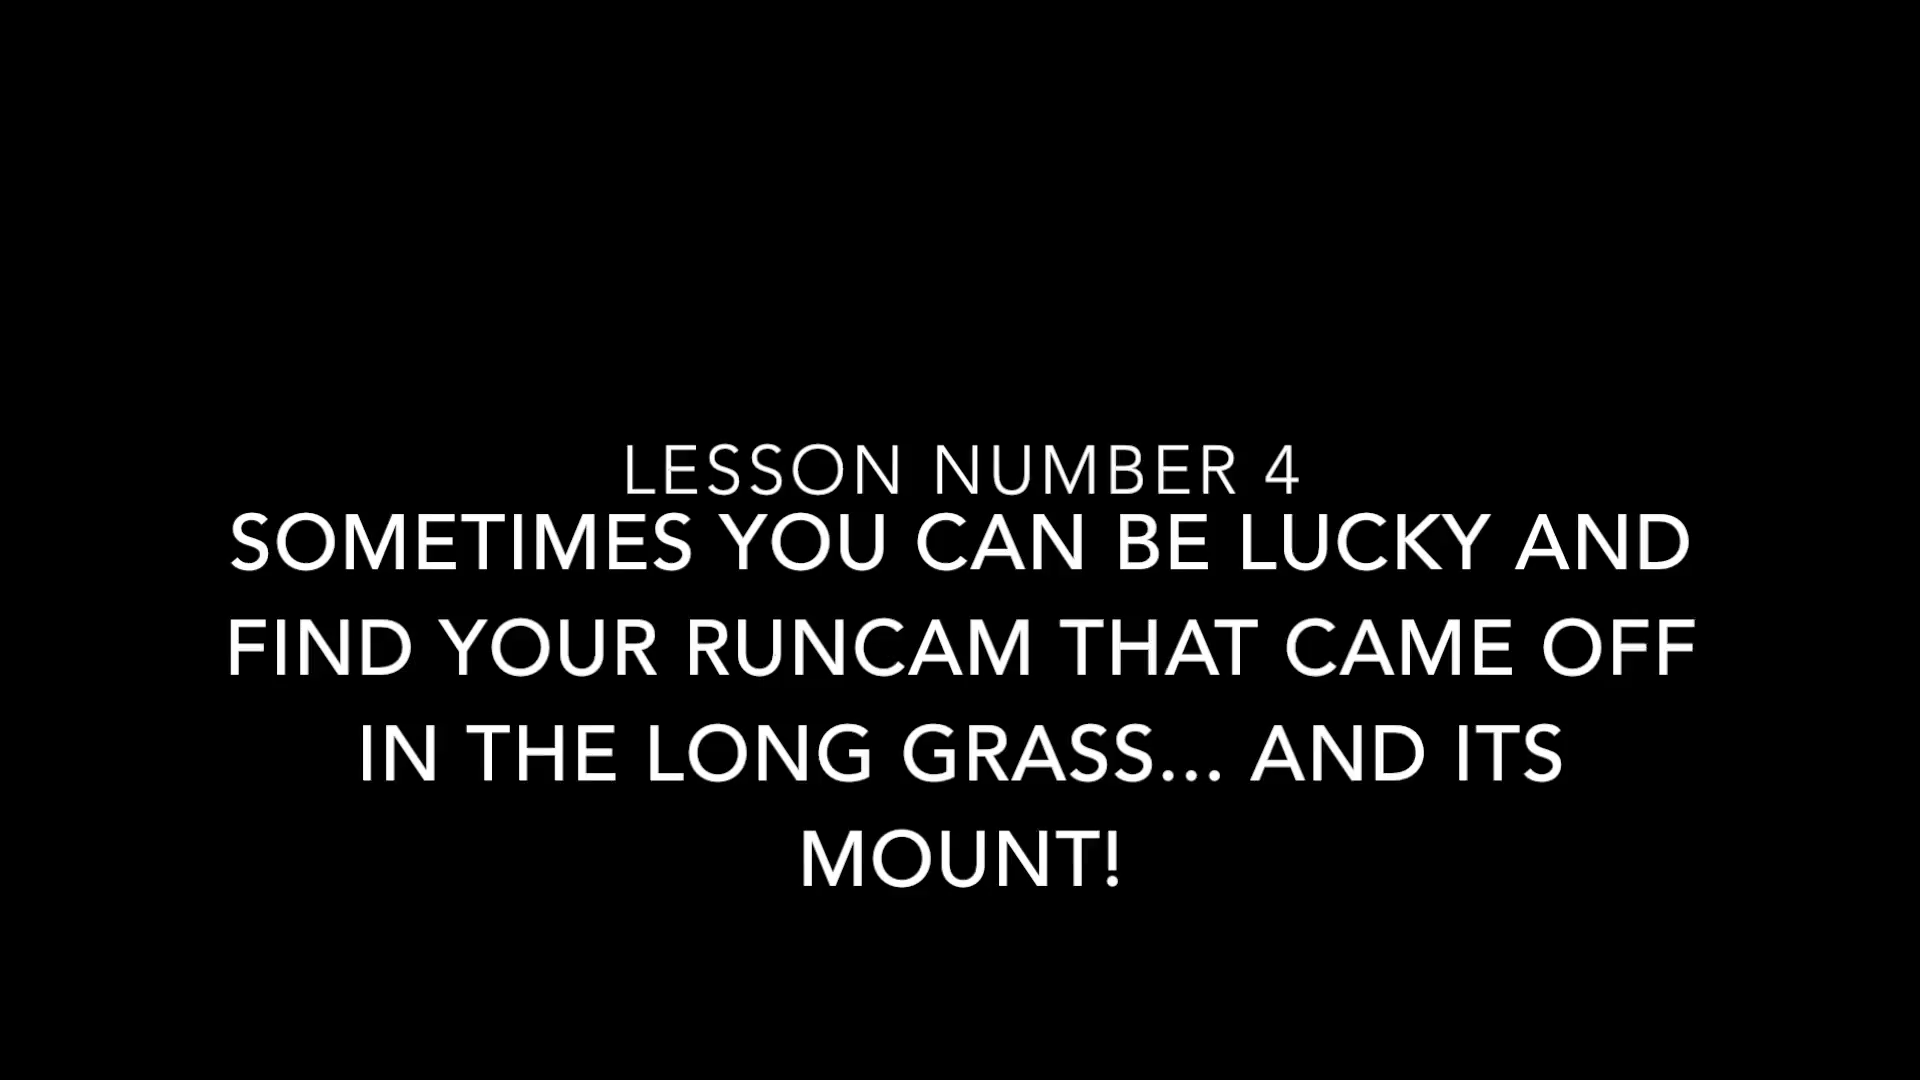 LESSON NUMBER 4
SOMETIMES YOU CAN BE LUCKY AND
FIND YOUR RUNCAM THAT CAME OFF
IN THE LONG GRASS... AND ITS
MOUNT!